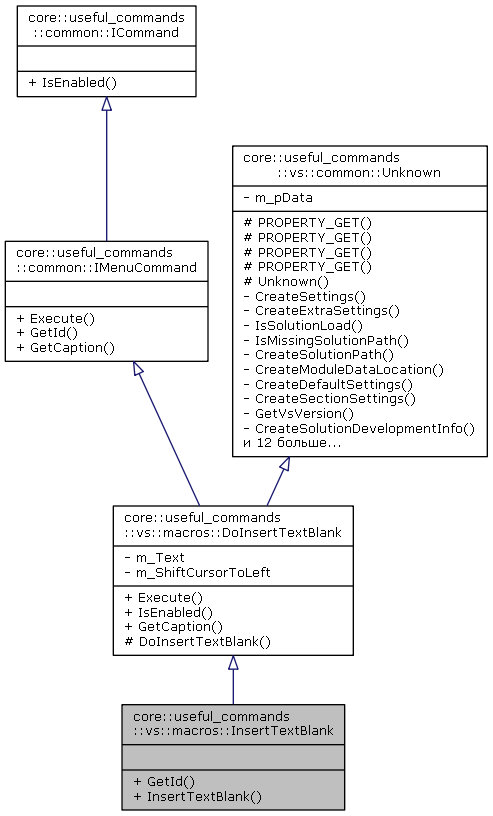 core::useful_commands
::common::ICommand
+ IsEnabled()
core::useful_commands
::vs::common::Unknown
- m_pData
# PROPERTY_GET()
# PROPERTY_GET()
# PROPERTY_GET()
# PROPERTY_GET()
# Unknown()
- CreateSettings()
- CreateExtraSettings()
- IsSolutionLoad()
- IsMissingSolutionPath()
- CreateSolutionPath()
- CreateModuleDataLocation()
- CreateDefaultSettings()
- CreateSectionSettings()
- GetVsVersion()
- CreateSolutionDevelopmentInfo()
и 12 больше...
core::useful_commands
::common::IMenuCommand
+ Execute()
+ GetId()
+ GetCaption()
core::useful_commands
::vs::macros::DoInsertTextBlank
- m_Text
- m_ShiftCursorToLeft
+ Execute()
+ IsEnabled()
+ GetCaption()
# DoInsertTextBlank()
core::useful_commands
::vs::macros::InsertTextBlank
+ GetId()
+ InsertTextBlank()